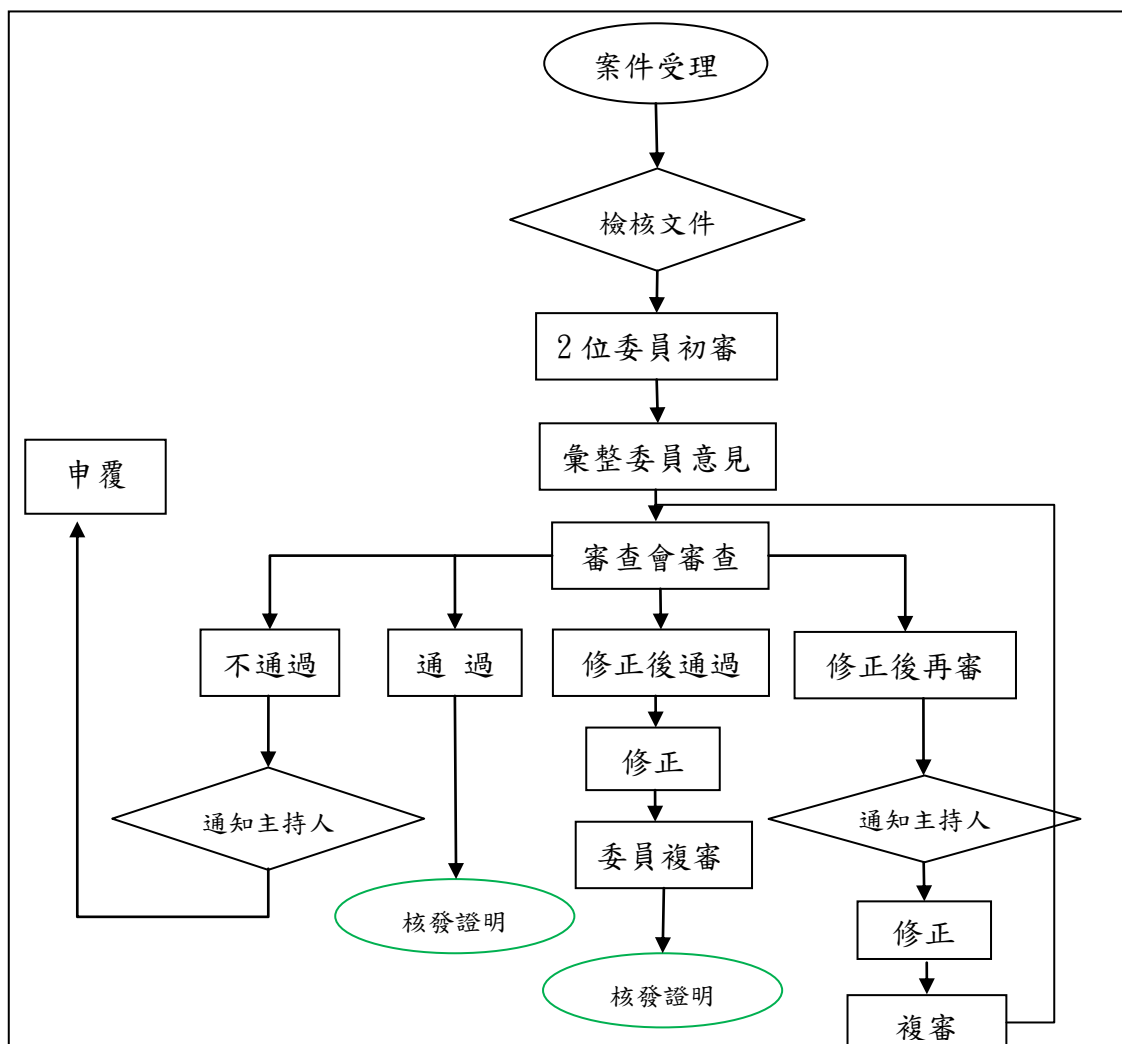 案件受理
檢核文件
2位委員初審
彙整委員意見
申覆
審查會審查
不通過
通 過
修正後通過
修正後再審
修正
通知主持人
通知主持人
委員複審
核發證明
修正
核發證明
複審